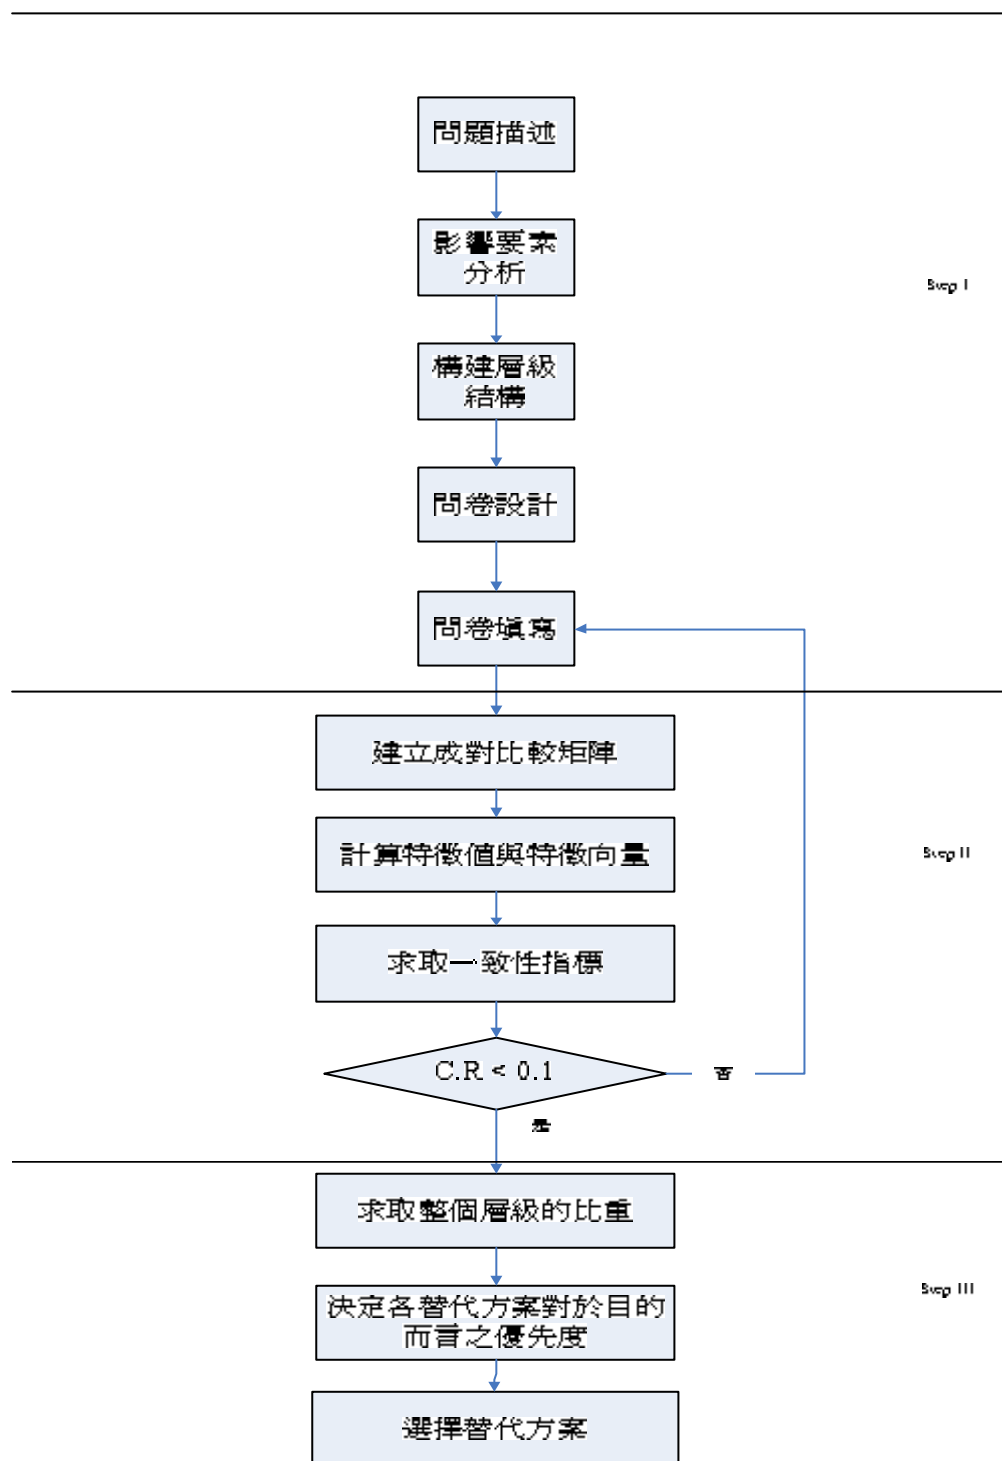 問題描述
影響要素
分析
Step I
構建層級
結構
問卷設計
問卷填寫
建立成對比較矩陣
計算特徵值與特徵向量
Step II
求取一致性指標
C.R < 0.1
否
是
求取整個層級的比重
Step III
決定各替代方案對於目的
而言之優先度
選擇替代方案